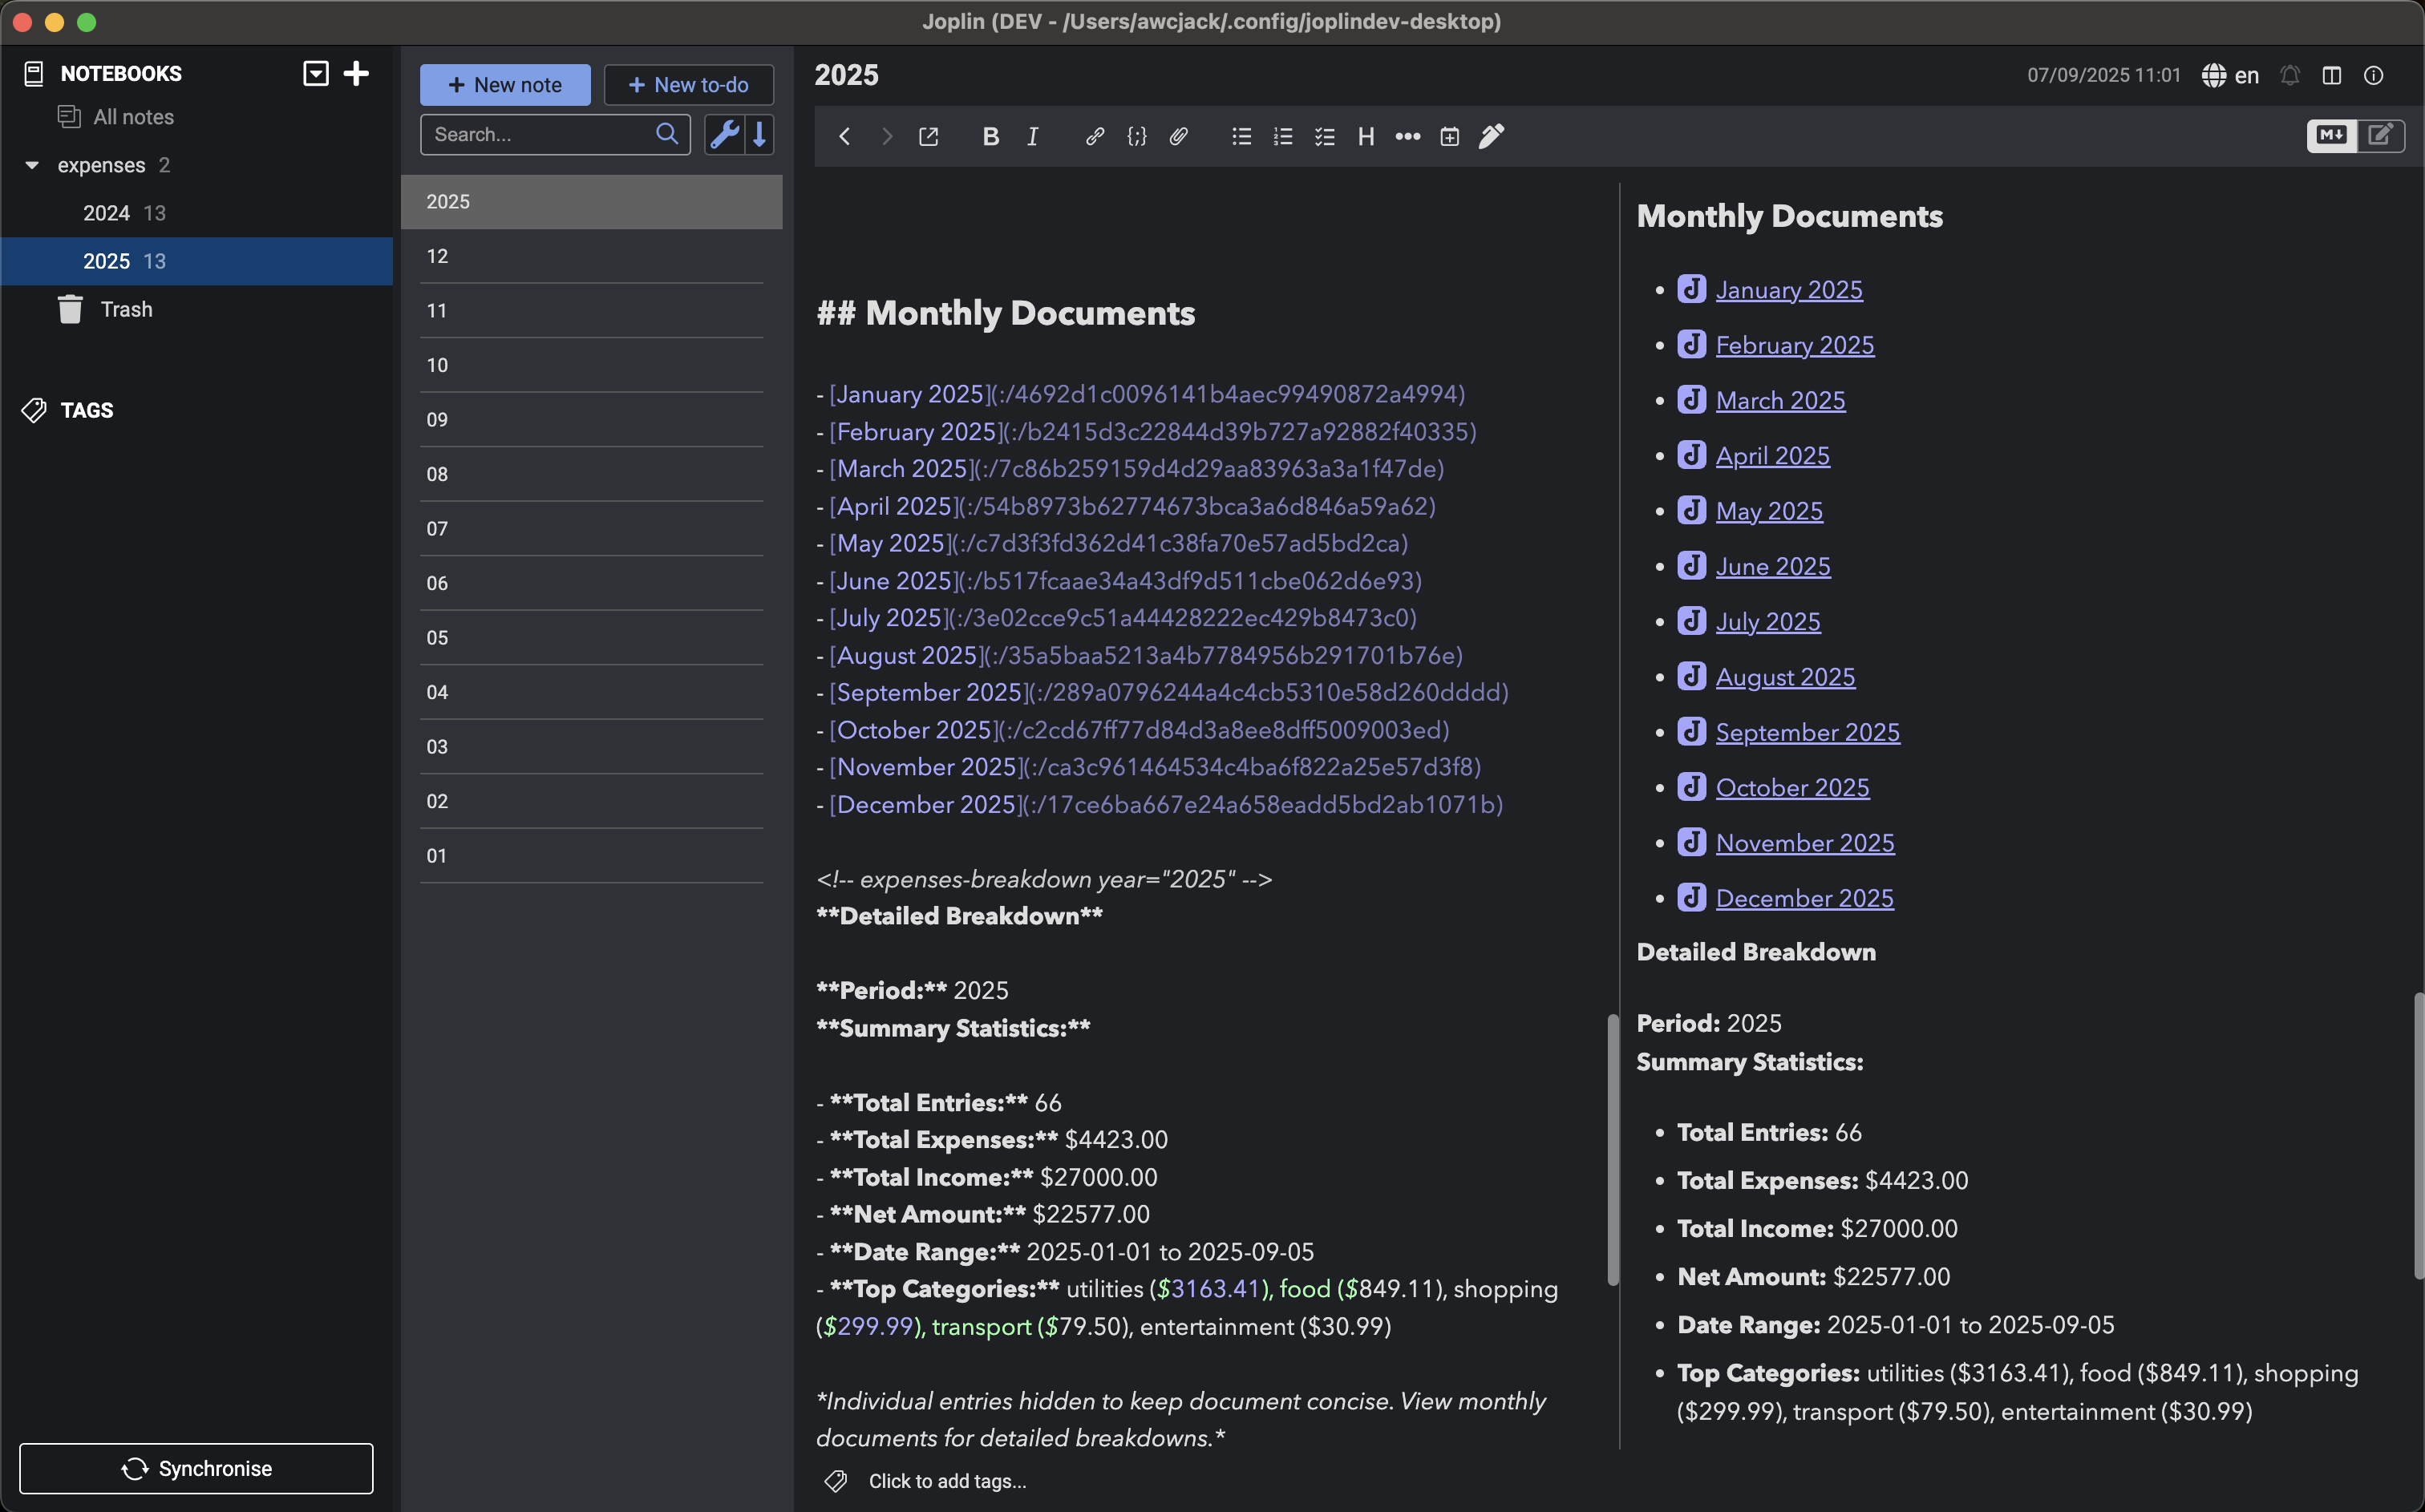 Joplin (DEV - /Users/awcjack/.config/joplindev-desktop)
NOTEBOOKS
All notes
expenses 2
2024 13
2025 13
Trash
TAGS
Synchronise
+ New note
+ New to-do
Search...
2025
12
11
10
09
08
07
06
05
04
03
02
01
2025
07/09/2025 11:01
en
B I H
M↓
## Monthly Documents
- [January 2025](:/4692d1c0096141b4aec99490872a4994)
- [February 2025](:/b2415d3c22844d39b727a92882f40335)
- [March 2025](:/7c86b259159d4d29aa83963a3a1f47de)
- [April 2025](:/54b8973b62774673bca3a6d846a59a62)
- [May 2025](:/c7d3f3fd362d41c38fa70e57ad5bd2ca)
- [June 2025](:/b517fcaae34a43df9d511cbe062d6e93)
- [July 2025](:/3e02cce9c51a44428222ec429b8473c0)
- [August 2025](:/35a5baa5213a4b7784956b291701b76e)
- [September 2025](:/289a0796244a4c4cb5310e58d260dddd)
- [October 2025](:/c2cd67ff77d84d3a8ee8dff5009003ed)
- [November 2025](:/ca3c961464534c4ba6f822a25e57d3f8)
- [December 2025](:/17ce6ba667e24a658eadd5bd2ab1071b)
<!-- expenses-breakdown year="2025" -->
**Detailed Breakdown**
**Period:** 2025
**Summary Statistics:**
- **Total Entries:** 66
- **Total Expenses:** $4423.00
- **Total Income:** $27000.00
- **Net Amount:** $22577.00
- **Date Range:** 2025-01-01 to 2025-09-05
- **Top Categories:** utilities ($3163.41), food ($849.11), shopping
($299.99), transport ($79.50), entertainment ($30.99)
*Individual entries hidden to keep document concise. View monthly
documents for detailed breakdowns.*
Click to add tags...
Monthly Documents
January 2025
February 2025
March 2025
April 2025
May 2025
June 2025
July 2025
August 2025
September 2025
October 2025
November 2025
December 2025
Detailed Breakdown
Period: 2025
Summary Statistics:
Total Entries: 66
Total Expenses: $4423.00
Total Income: $27000.00
Net Amount: $22577.00
Date Range: 2025-01-01 to 2025-09-05
Top Categories: utilities ($3163.41), food ($849.11), shopping
($299.99), transport ($79.50), entertainment ($30.99)